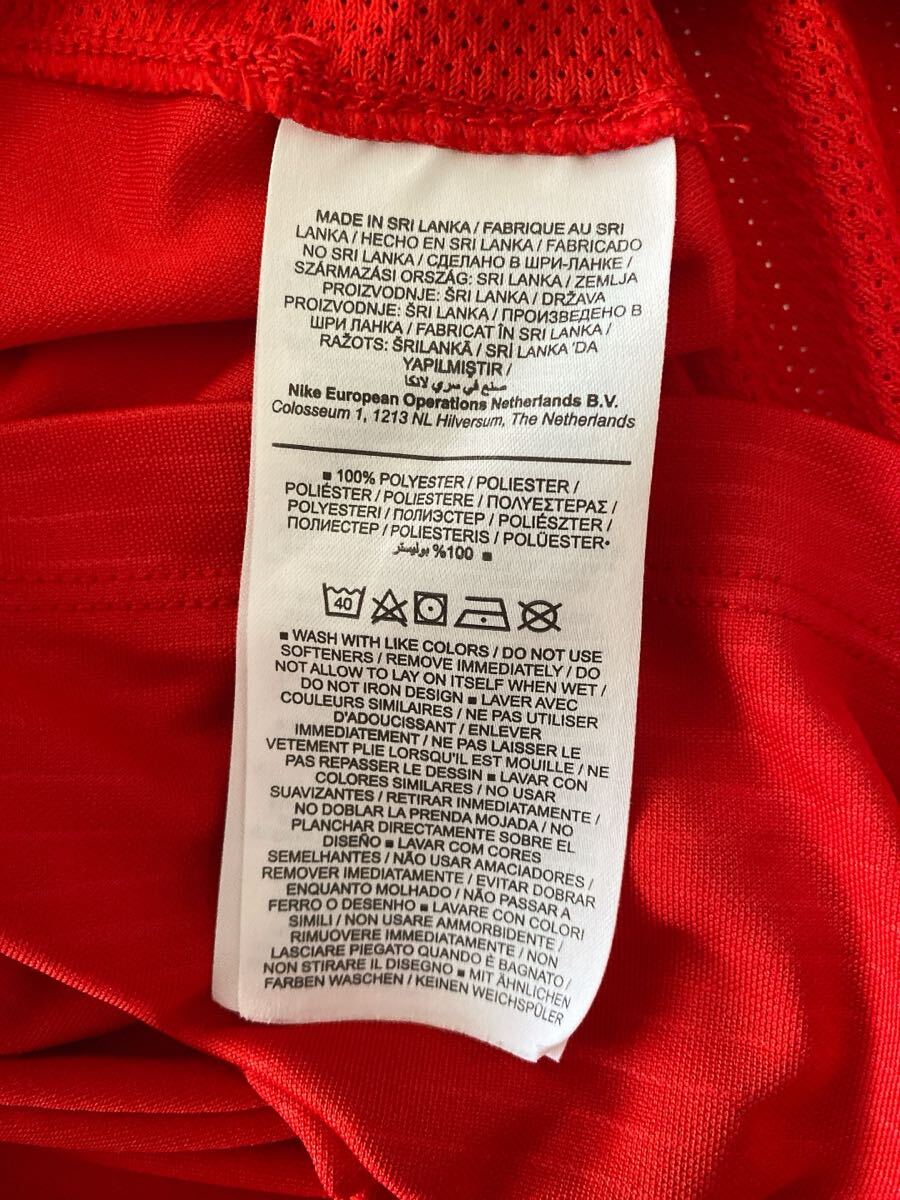 MADE IN SRI LANKA / FABRIQUE AU SRI
LANKA / HECHO EN SRI LANKA / FABRICADO
NO SRI LANKA / СДЕЛАНО В ШРИ-ЛАНКЕ /
SZÁRMAZÁSI ORSZÁG: SRI LANKA / ZEMLJA
PROIZVODNJE: ŠRI LANKA / DRŽAVA
PROIZVODNJE: ŠRI LANKA / ПРОИЗВЕДЕНО В
ШРИ ЛАНКА / FABRICAT ÎN SRI LANKA /
RAŽOTS: ŠRILANKĀ / SRİ LANKA 'DA
YAPILMIŞTIR /
صنع في سري لانكا
Nike European Operations Netherlands B.V.
Colosseum 1, 1213 NL Hilversum, The Netherlands
■ 100% POLYESTER / POLIESTER /
POLIÉSTER / POLIESTERE / ΠΟΛΥΕΣΤΕΡΑΣ /
POLYESTERI / ПОЛИЭСТЕР / POLIÉSZTER /
ПОЛИЕСТЕР / POLIESTERIS / POLÜESTER•
100% بوليستر ■
40
■ WASH WITH LIKE COLORS / DO NOT USE
SOFTENERS / REMOVE IMMEDIATELY / DO
NOT ALLOW TO LAY ON ITSELF WHEN WET /
DO NOT IRON DESIGN ■ LAVER AVEC
COULEURS SIMILAIRES / NE PAS UTILISER
D'ADOUCISSANT / ENLEVER
IMMEDIATEMENT / NE PAS LAISSER LE
VETEMENT PLIE LORSQU'IL EST MOUILLE / NE
PAS REPASSER LE DESSIN ■ LAVAR CON
COLORES SIMILARES / NO USAR
SUAVIZANTES / RETIRAR INMEDIATAMENTE /
NO DOBLAR LA PRENDA MOJADA / NO
PLANCHAR DIRECTAMENTE SOBRE EL
DISEÑO ■ LAVAR COM CORES
SEMELHANTES / NÃO USAR AMACIADORES /
REMOVER IMEDIATAMENTE / EVITAR DOBRAR
ENQUANTO MOLHADO / NÃO PASSAR A
FERRO O DESENHO ■ LAVARE CON COLORI
SIMILI / NON USARE AMMORBIDENTE /
RIMUOVERE IMMEDIATAMENTE / NON
LASCIARE PIEGATO QUANDO È BAGNATO /
NON STIRARE IL DISEGNO ■ MIT ÄHNLICHEN
FARBEN WASCHEN / KEINEN WEICHSPÜLER